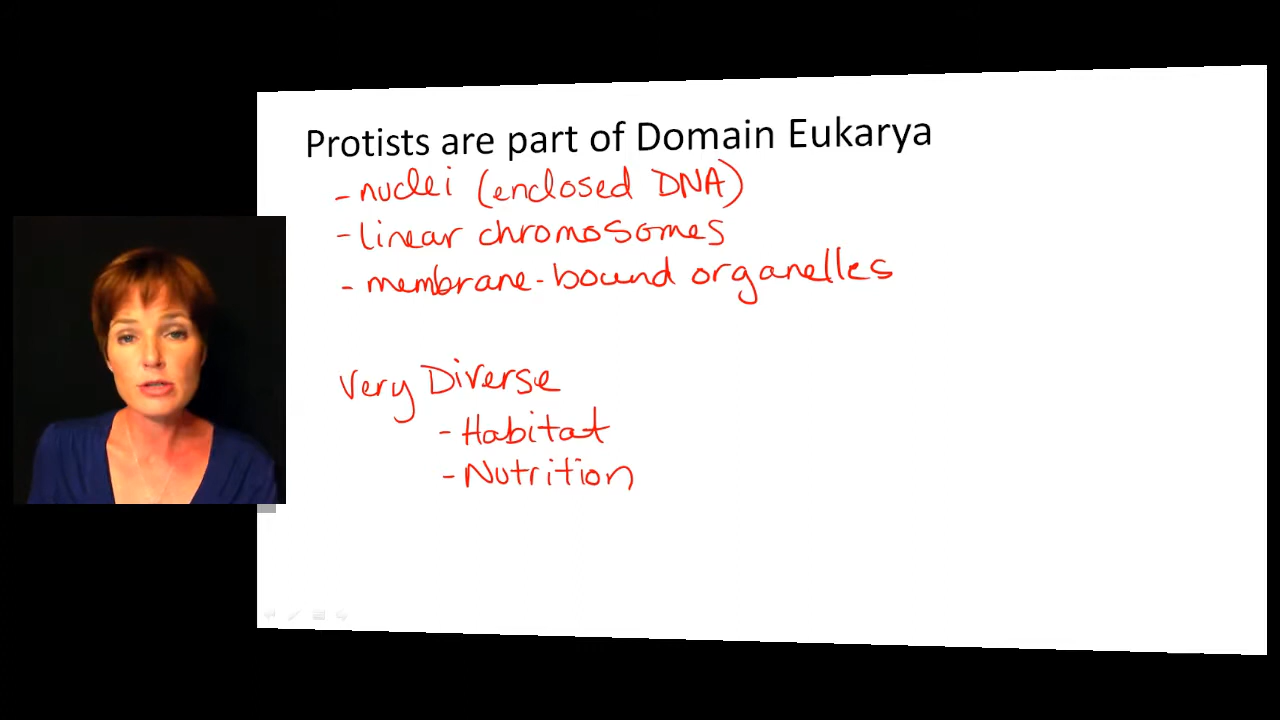 Protists are part of Domain Eukarya
- nuclei (enclosed DNA)
- linear chromosomes
- membrane-bound organelles
Very Diverse
- Habitat
- Nutrition